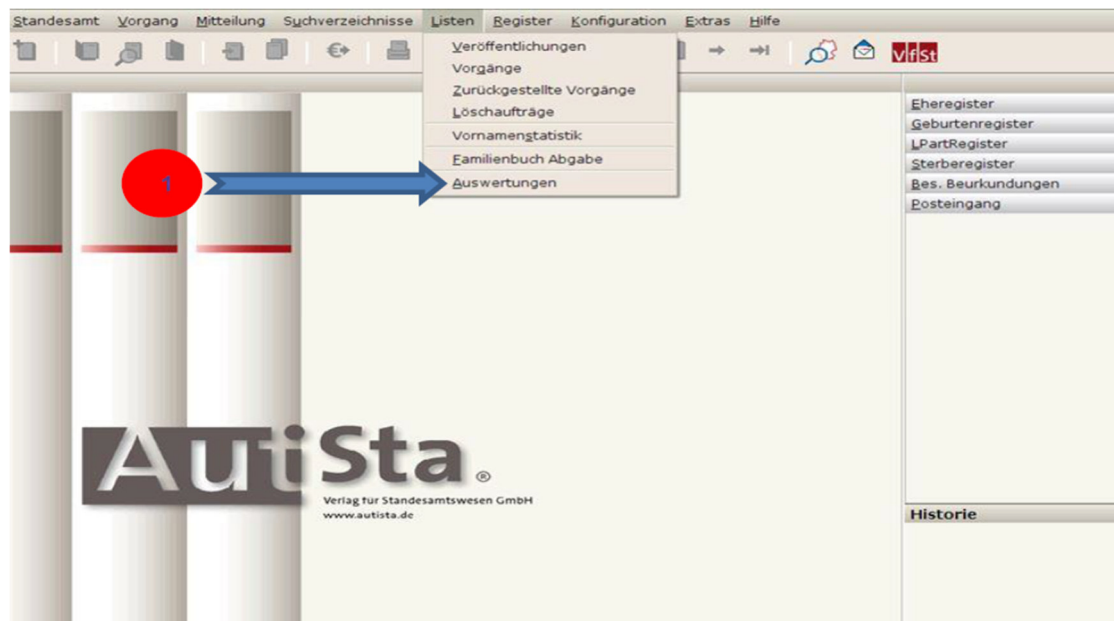 Standesamt Vorgang Mitteilung Suchverzeichnisse Listen Register Konfiguration Extras Hilfe
VfSt
Veröffentlichungen
Vorgänge
Zurückgestellte Vorgänge
Löschaufträge
Vornamenstatistik
Familienbuch Abgabe
Auswertungen
1
Eheregister
Geburtenregister
LPartRegister
Sterberegister
Bes. Beurkundungen
Posteingang
AutiSta®
Verlag für Standesamtswesen GmbH
www.autista.de
Historie